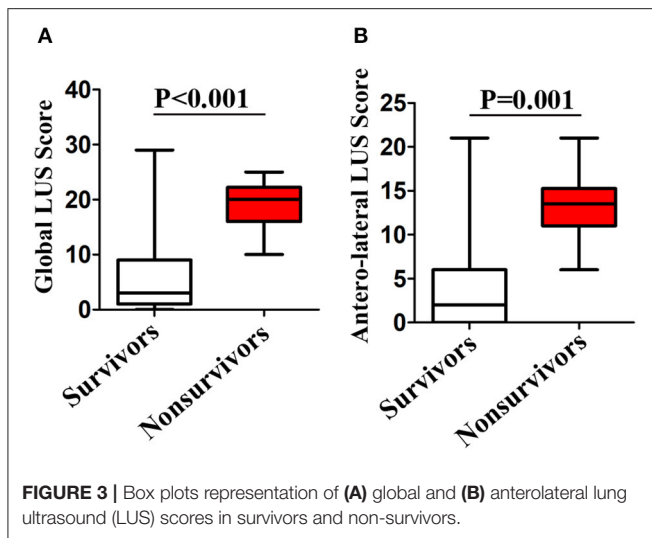 A
P<0.001
Global LUS Score
40
30
20
10
0
Survivors
Nonsurvivors
B
P=0.001
Antero-lateral LUS Score
25
20
15
10
5
0
Survivors
Nonsurvivors
FIGURE 3 | Box plots representation of (A) global and (B) anterolateral lung
ultrasound (LUS) scores in survivors and non-survivors.